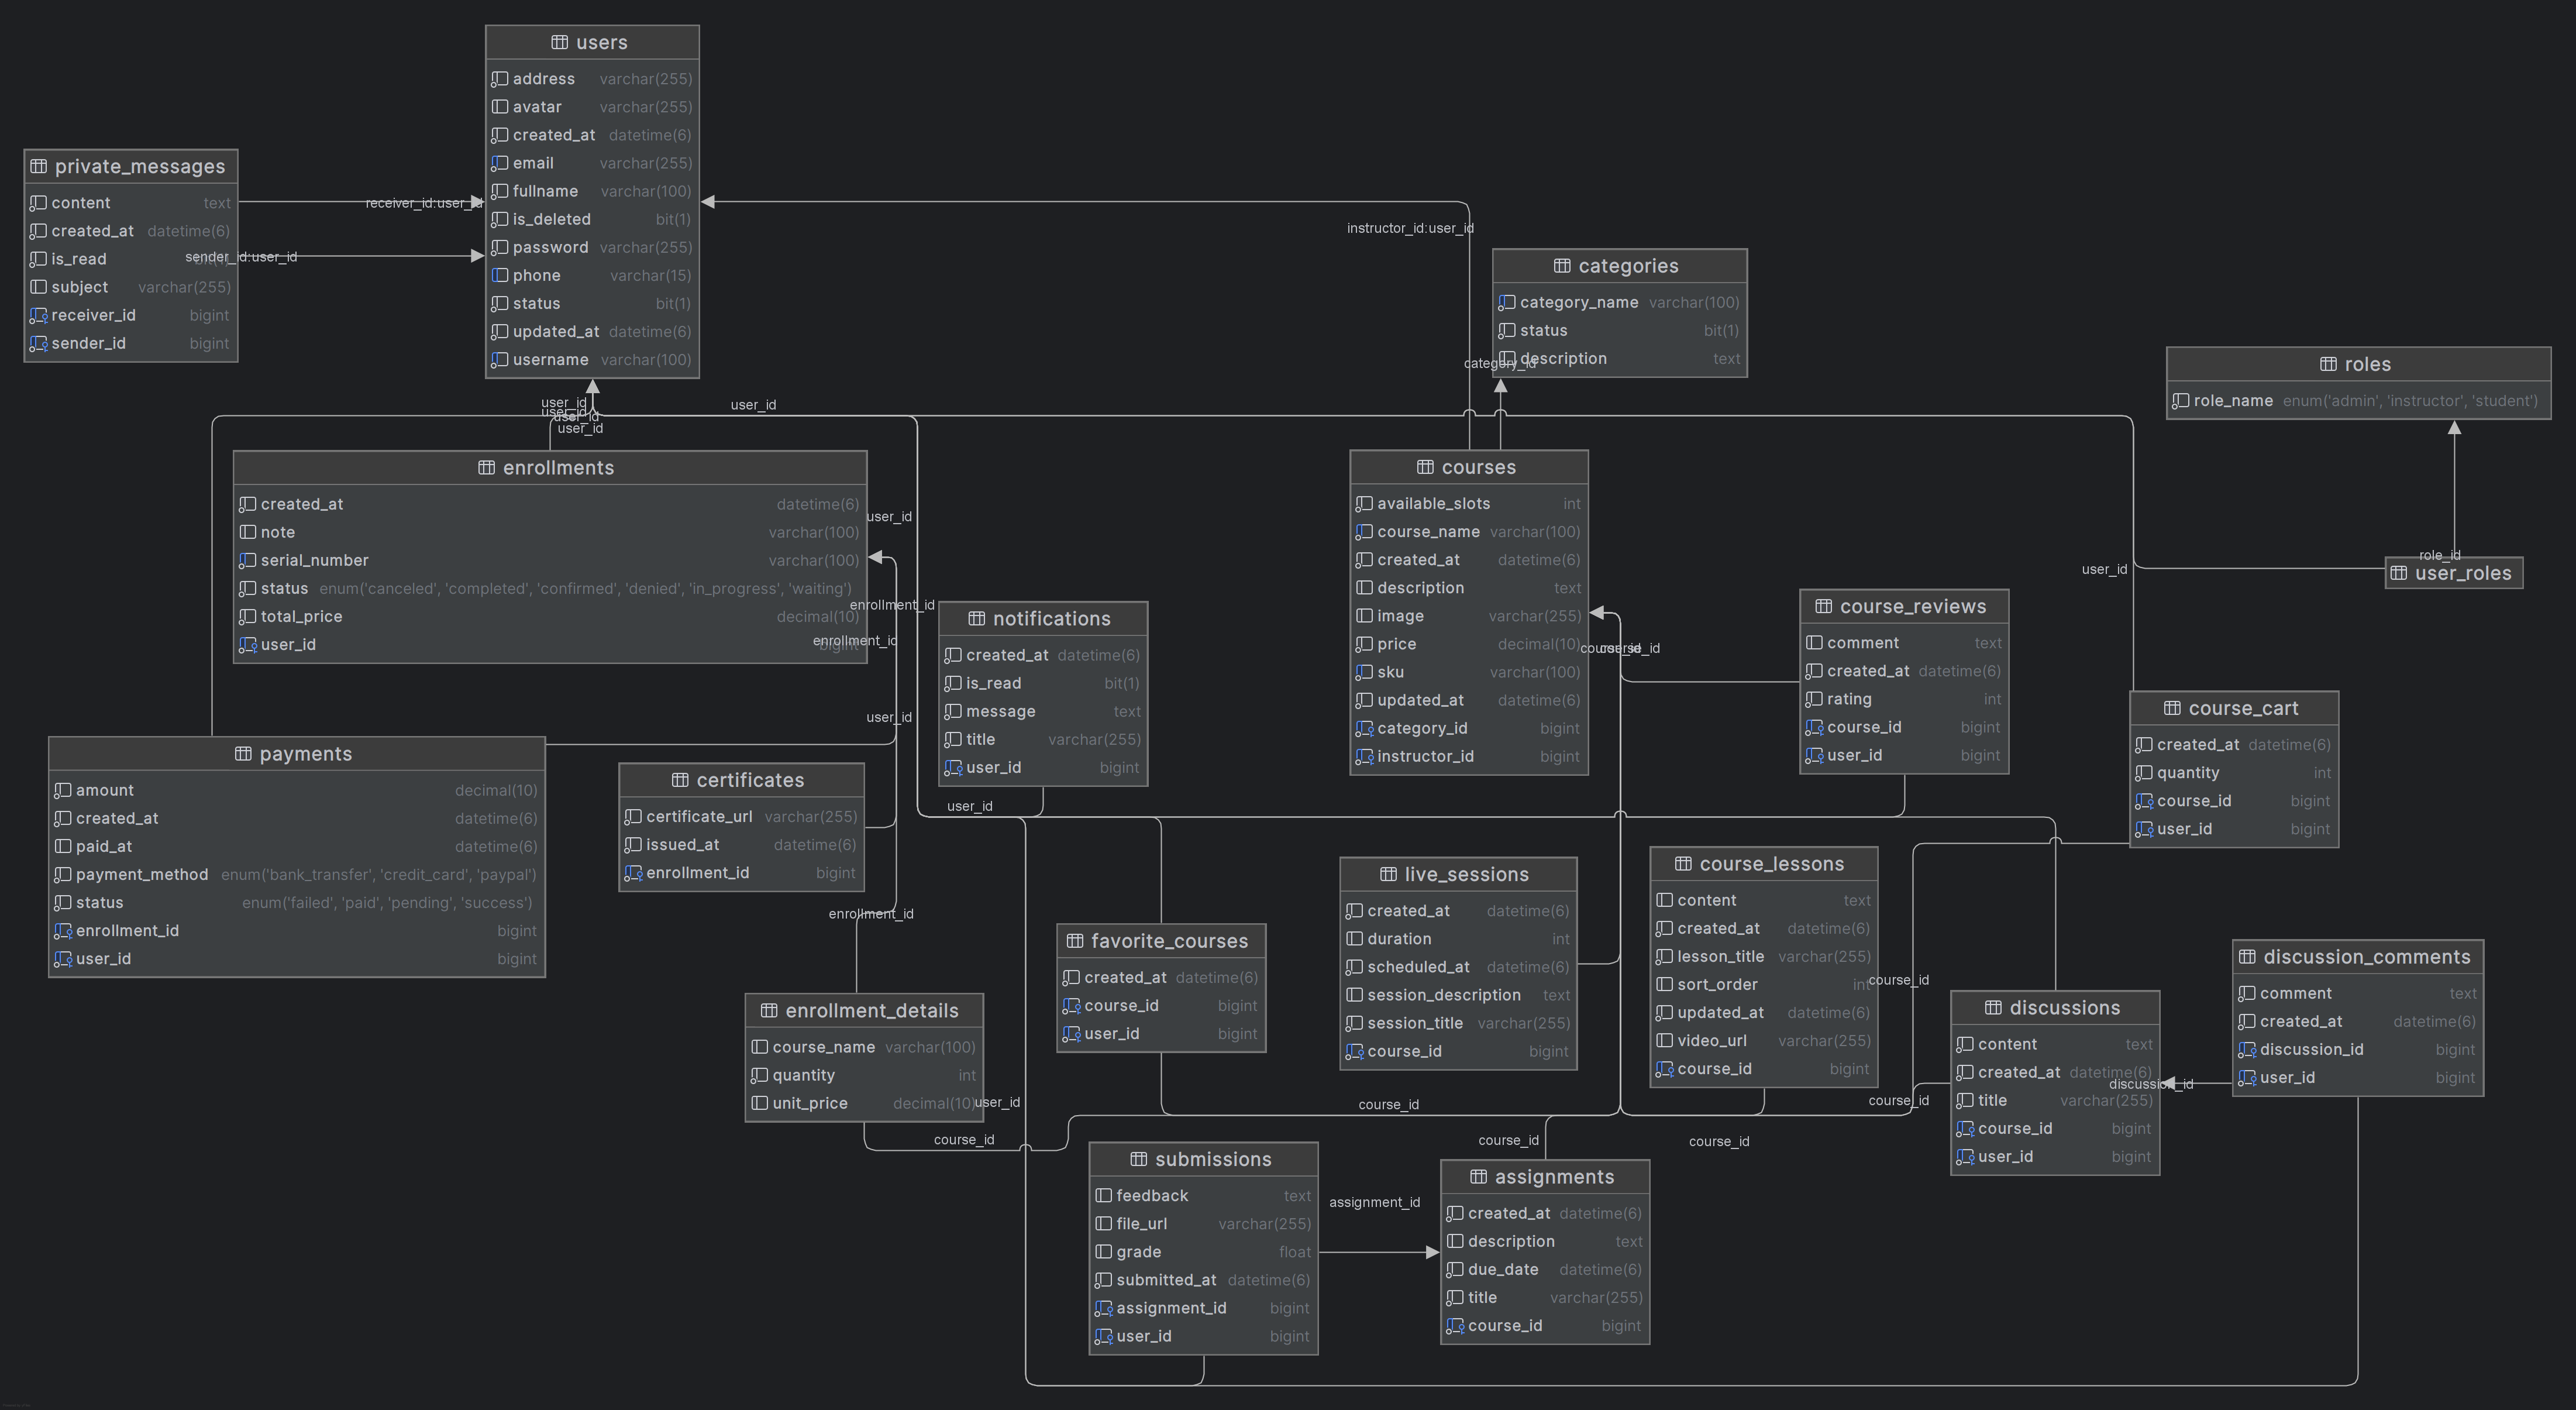 users
address varchar(255)
avatar varchar(255)
created_at datetime(6)
email varchar(255)
fullname varchar(100)
is_deleted bit(1)
password varchar(255)
phone varchar(15)
status bit(1)
updated_at datetime(6)
username varchar(100)
private_messages
content text
created_at datetime(6)
is_read
subject varchar(255)
receiver_id bigint
sender_id bigint
receiver_id:user_id
sender_id:user_id
instructor_id:user_id
categories
category_name varchar(100)
status bit(1)
description text
category_id
roles
role_name enum('admin', 'instructor', 'student')
role_id
user_roles
user_id
user_id
user_id
user_id
user_id
user_id
enrollments
created_at datetime(6)
note varchar(100)
serial_number varchar(100)
status enum('canceled', 'completed', 'confirmed', 'denied', 'in_progress', 'waiting')
total_price decimal(10)
user_id bigint
user_id
enrollment_id
enrollment_id
user_id
courses
available_slots int
course_name varchar(100)
created_at datetime(6)
description text
image varchar(255)
price decimal(10)
sku varchar(100)
updated_at datetime(6)
category_id bigint
instructor_id bigint
course_id
notifications
created_at datetime(6)
is_read bit(1)
message text
title varchar(255)
user_id bigint
user_id
course_reviews
comment text
created_at datetime(6)
rating int
course_id bigint
user_id bigint
course_cart
created_at datetime(6)
quantity int
course_id bigint
user_id bigint
payments
amount decimal(10)
created_at datetime(6)
paid_at datetime(6)
payment_method enum('bank_transfer', 'credit_card', 'paypal')
status enum('failed', 'paid', 'pending', 'success')
enrollment_id bigint
user_id bigint
certificates
certificate_url varchar(255)
issued_at datetime(6)
enrollment_id bigint
enrollment_id
enrollment_details
course_name varchar(100)
quantity int
unit_price decimal(10)
user_id
course_id
favorite_courses
created_at datetime(6)
course_id bigint
user_id bigint
live_sessions
created_at datetime(6)
duration int
scheduled_at datetime(6)
session_description text
session_title varchar(255)
course_id bigint
course_id
course_lessons
content text
created_at datetime(6)
lesson_title varchar(255)
sort_order int
updated_at datetime(6)
video_url varchar(255)
course_id bigint
course_id
course_id
discussions
content text
created_at datetime(6)
title varchar(255)
course_id bigint
user_id bigint
discussion_id
discussion_comments
comment text
created_at datetime(6)
discussion_id bigint
user_id bigint
submissions
feedback text
file_url varchar(255)
grade float
submitted_at datetime(6)
assignment_id bigint
user_id bigint
assignment_id
course_id
course_id
assignments
created_at datetime(6)
description text
due_date datetime(6)
title varchar(255)
course_id bigint